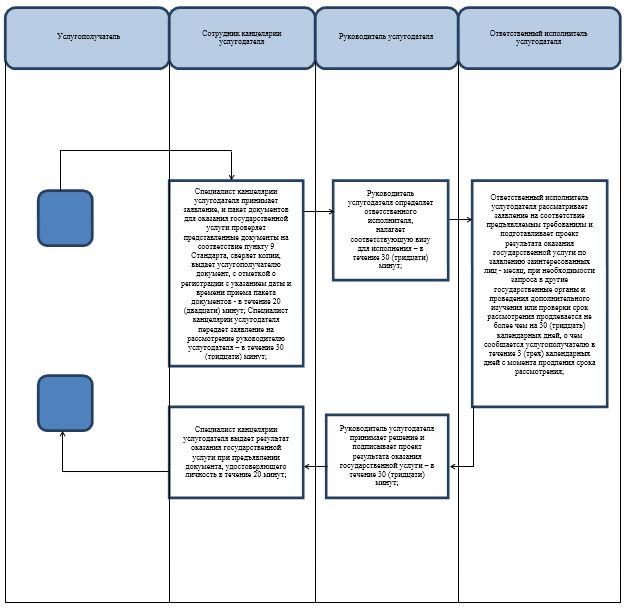 Услугополучатель
Сотрудник канцелярии
услугодателя
Руководитель услугодателя
Ответственный исполнитель
услугодателя
Специалист канцелярии
услугодателя принимает
заявление, и пакет документов
для оказания государственной
услуги проверяет
представленные документы на
соответствие пункту 9
Стандарта, сверяет копии,
выдает услугополучателю
документ, с отметкой о
регистрации с указанием даты и
времени приема пакета
документов - в течение 20
(двадцати) минут; Специалист
канцелярии услугодателя
передает заявление на
рассмотрение руководителю
услугодателя – в течение 30
(тридцати) минут;
Руководитель
услугодателя определяет
ответственного
исполнителя,
налагает
соответствующую визу
для исполнения – в
течение 30 (тридцати)
минут;
Ответственный исполнитель
услугодателя рассматривает
заявление на соответствие
предъявляемым требованиям и
подготавливает проект
результата оказания
государственной услуги по
заявлению заинтересованных
лиц - месяц, при необходимости
запроса в другие
государственные органы и
проведения дополнительного
изучения или проверки срок
рассмотрения продлевается не
более чем на 30 (тридцать)
календарных дней, о чем
сообщается услугополучателю в
течение 3 (трех) календарных
дней с момента продления срока
рассмотрения;
Специалист канцелярии
услугодателя выдает результат
оказания государственной
услуги при предъявлении
документа, удостоверяющего
личность в течение 20 минут;
Руководитель услугодателя
принимает решение и
подписывает проект
результата оказания
государственной услуги – в
течение 30 (тридцати)
минут;